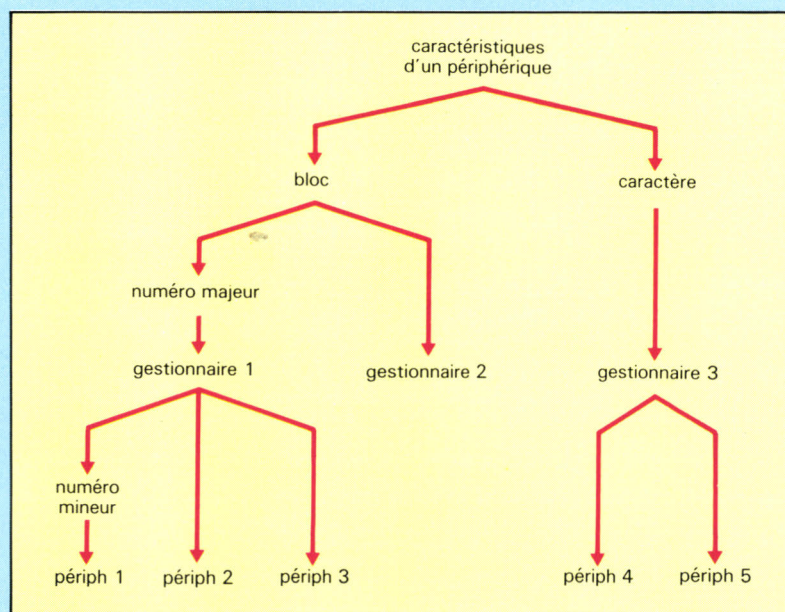 caractéristiques
d'un périphérique
bloc
caractère
numéro majeur
gestionnaire 1
gestionnaire 2
gestionnaire 3
numéro
mineur
périph 1
périph 2
périph 3
périph 4
périph 5